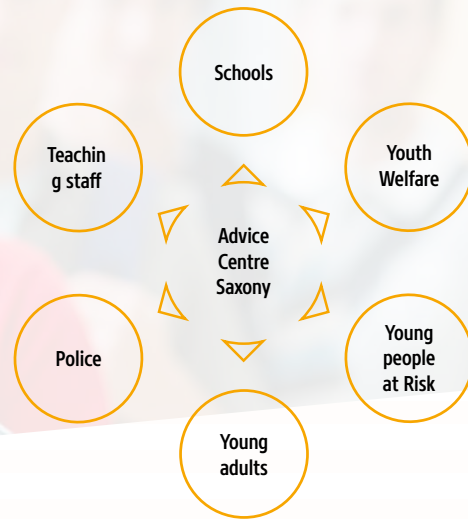 Schools
Teachin
g staff
Youth
Welfare
Advice
Centre
Saxony
Police
Young
people
at Risk
Young
adults